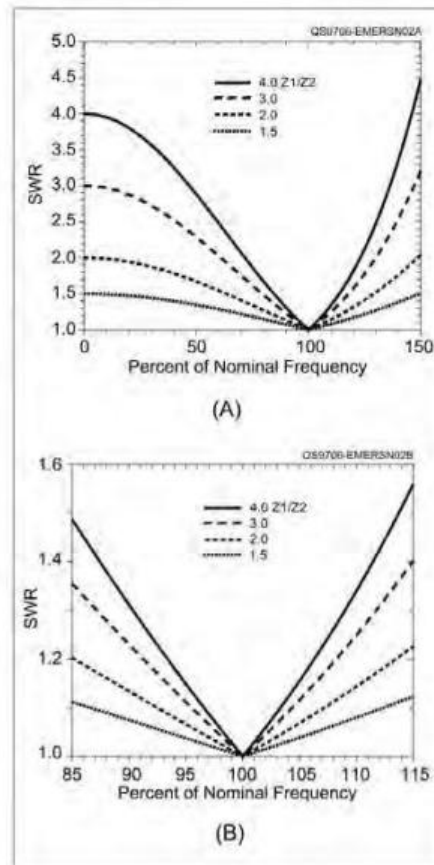 QS9706-EMERSN02A
5.0
4.5
4.0
3.5
3.0
2.5
2.0
1.5
1.0
SWR
4.0 Z1/Z2
3.0
2.0
1.5
0 50 100 150
Percent of Nominal Frequency
(A)
QS9706-EMERSN02B
1.6
1.4
1.2
1.0
SWR
4.0 Z1/Z2
3.0
2.0
1.5
85 90 95 100 105 110 115
Percent of Nominal Frequency
(B)